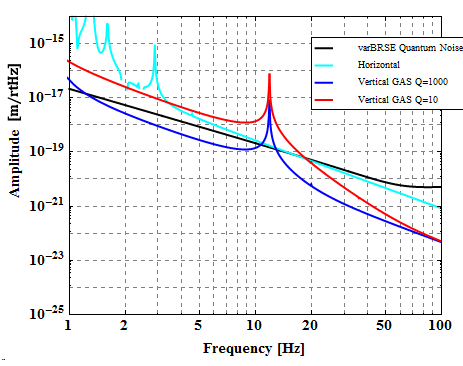 Amplitude [m/rtHz]
10-15
10-17
10-19
10-21
10-23
10-25
varBRSE Quantum Noise
Horizontal
Vertical GAS Q=1000
Vertical GAS Q=10
1 2 5 10 20 50 100
Frequency [Hz]